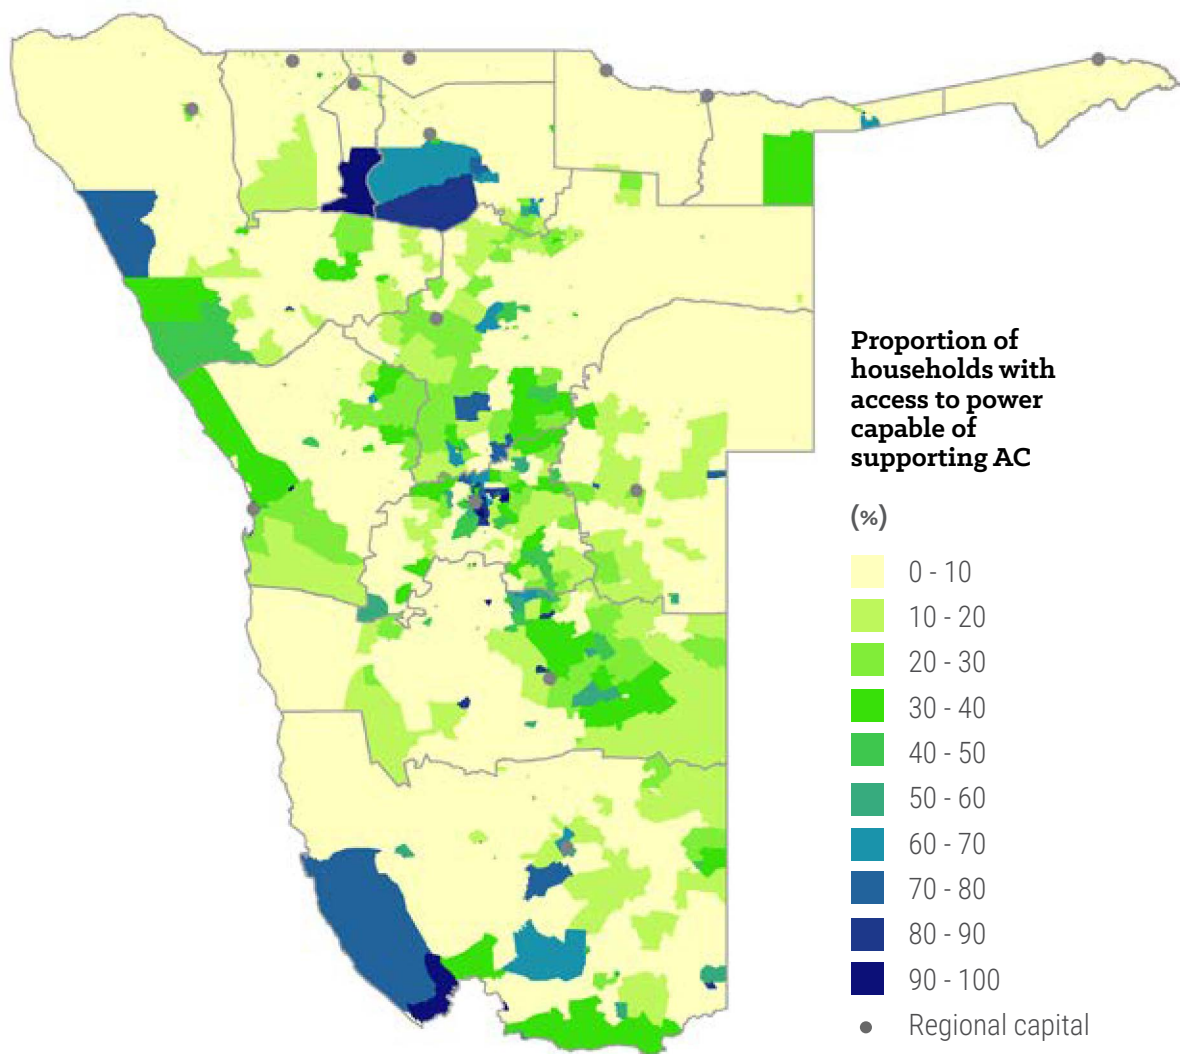 Proportion of
households with
access to power
capable of
supporting AC
(%)
0 - 10
10 - 20
20 - 30
30 - 40
40 - 50
50 - 60
60 - 70
70 - 80
80 - 90
90 - 100
Regional capital